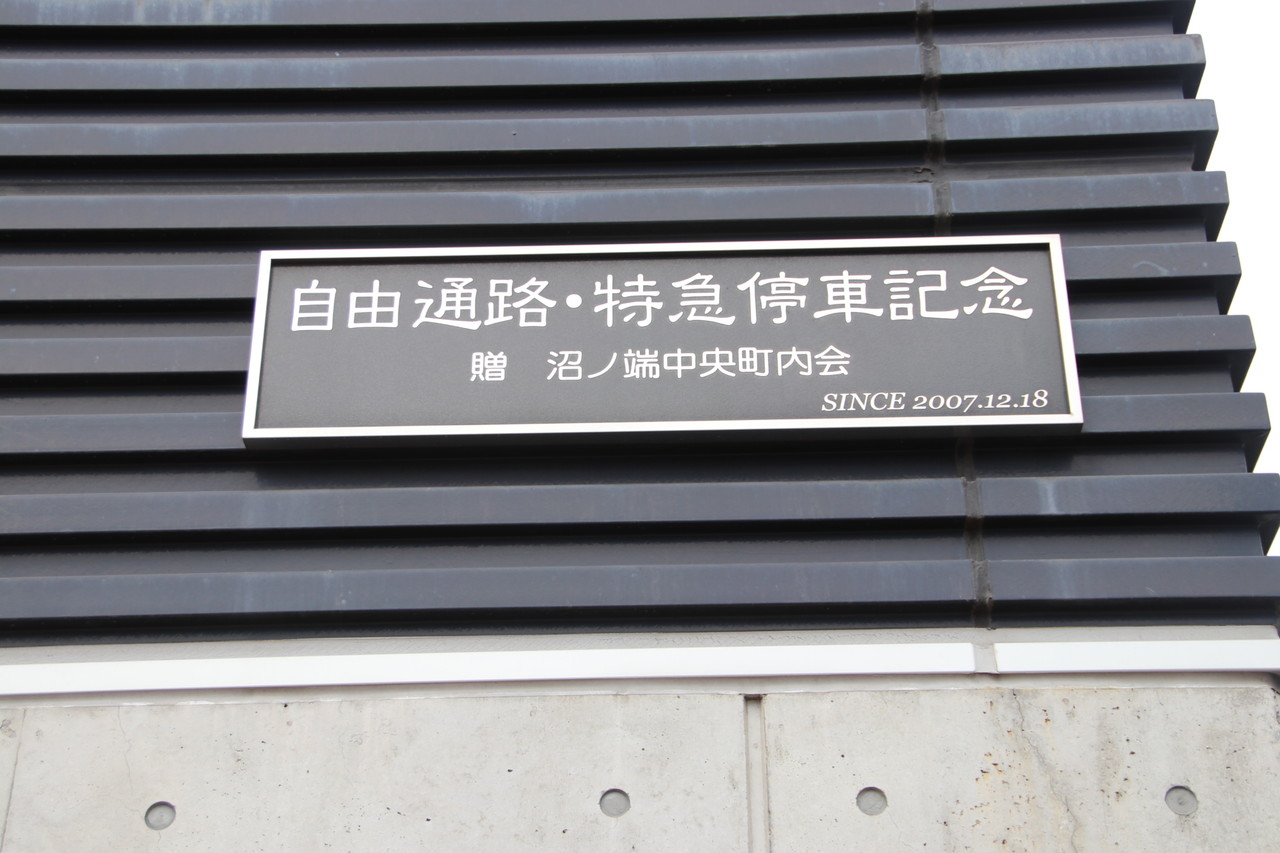 自由通路・特急停車記念
贈　沼ノ端中央町内会
SINCE 2007.12.18